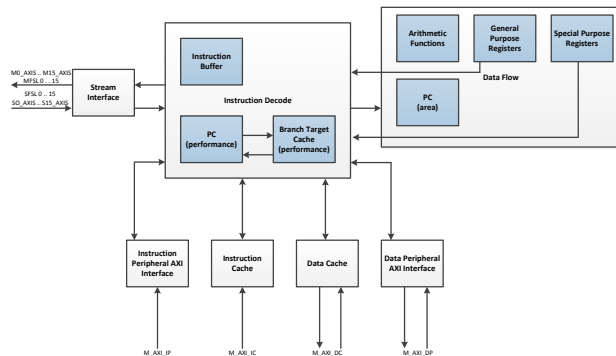 M0_AXIS .. M15_AXIS
MFSL 0 .. 15
SFSL 0 .. 15
S0_AXIS .. S15_AXIS
Stream
Interface
Instruction
Buffer
Instruction Decode
PC
(performance)
Branch Target
Cache
(performance)
Arithmetic
Functions
General
Purpose
Registers
Special Purpose
Registers
Data Flow
PC
(area)
Instruction
Peripheral AXI
Interface
Instruction
Cache
Data Cache
Data Peripheral
AXI Interface
M_AXI_IP
M_AXI_IC
M_AXI_DC
M_AXI_DP